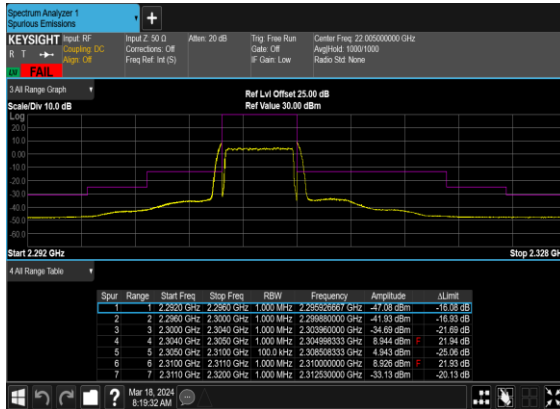 Spectrum Analyzer 1
Spurious Emissions
+
KEYSIGHT Input: RF Input Z: 50 Ω Atten: 20 dB Trig: Free Run Center Freq: 22.005000000 GHz
R T Coupling: DC Corrections: Off Gate: Off Avg|Hold: 1000/1000
Align: Off Freq Ref: Int (S) IF Gain: Low Radio Std: None
FAIL
3 All Range Graph
Ref Lvl Offset 25.00 dB
Scale/Div 10.0 dB Ref Value 30.00 dBm
Log
20.0
10.0
0.00
-10.0
-20.0
-30.0
-40.0
-50.0
-60.0
Start 2.292 GHz Stop 2.328 GH
4 All Range Table
Spur Range Start Freq Stop Freq RBW Frequency Amplitude ΔLimit
1 1 2.2920 GHz 2.2960 GHz 1.000 MHz 2.295926667 GHz -47.08 dBm -16.08 dB
2 2 2.2960 GHz 2.3000 GHz 1.000 MHz 2.299880000 GHz -41.93 dBm -16.93 dB
3 3 2.3000 GHz 2.3040 GHz 1.000 MHz 2.303960000 GHz -34.69 dBm -21.69 dB
4 4 2.3040 GHz 2.3050 GHz 1.000 MHz 2.304998333 GHz 8.944 dBm F 21.94 dB
5 5 2.3050 GHz 2.3100 GHz 100.0 kHz 2.308508333 GHz 4.943 dBm -25.06 dB
6 6 2.3100 GHz 2.3110 GHz 1.000 MHz 2.310000000 GHz 8.926 dBm F 21.93 dB
7 7 2.3110 GHz 2.3200 GHz 1.000 MHz 2.312530000 GHz -33.13 dBm -20.13 dB
? Mar 18, 2024
8:19:32 AM